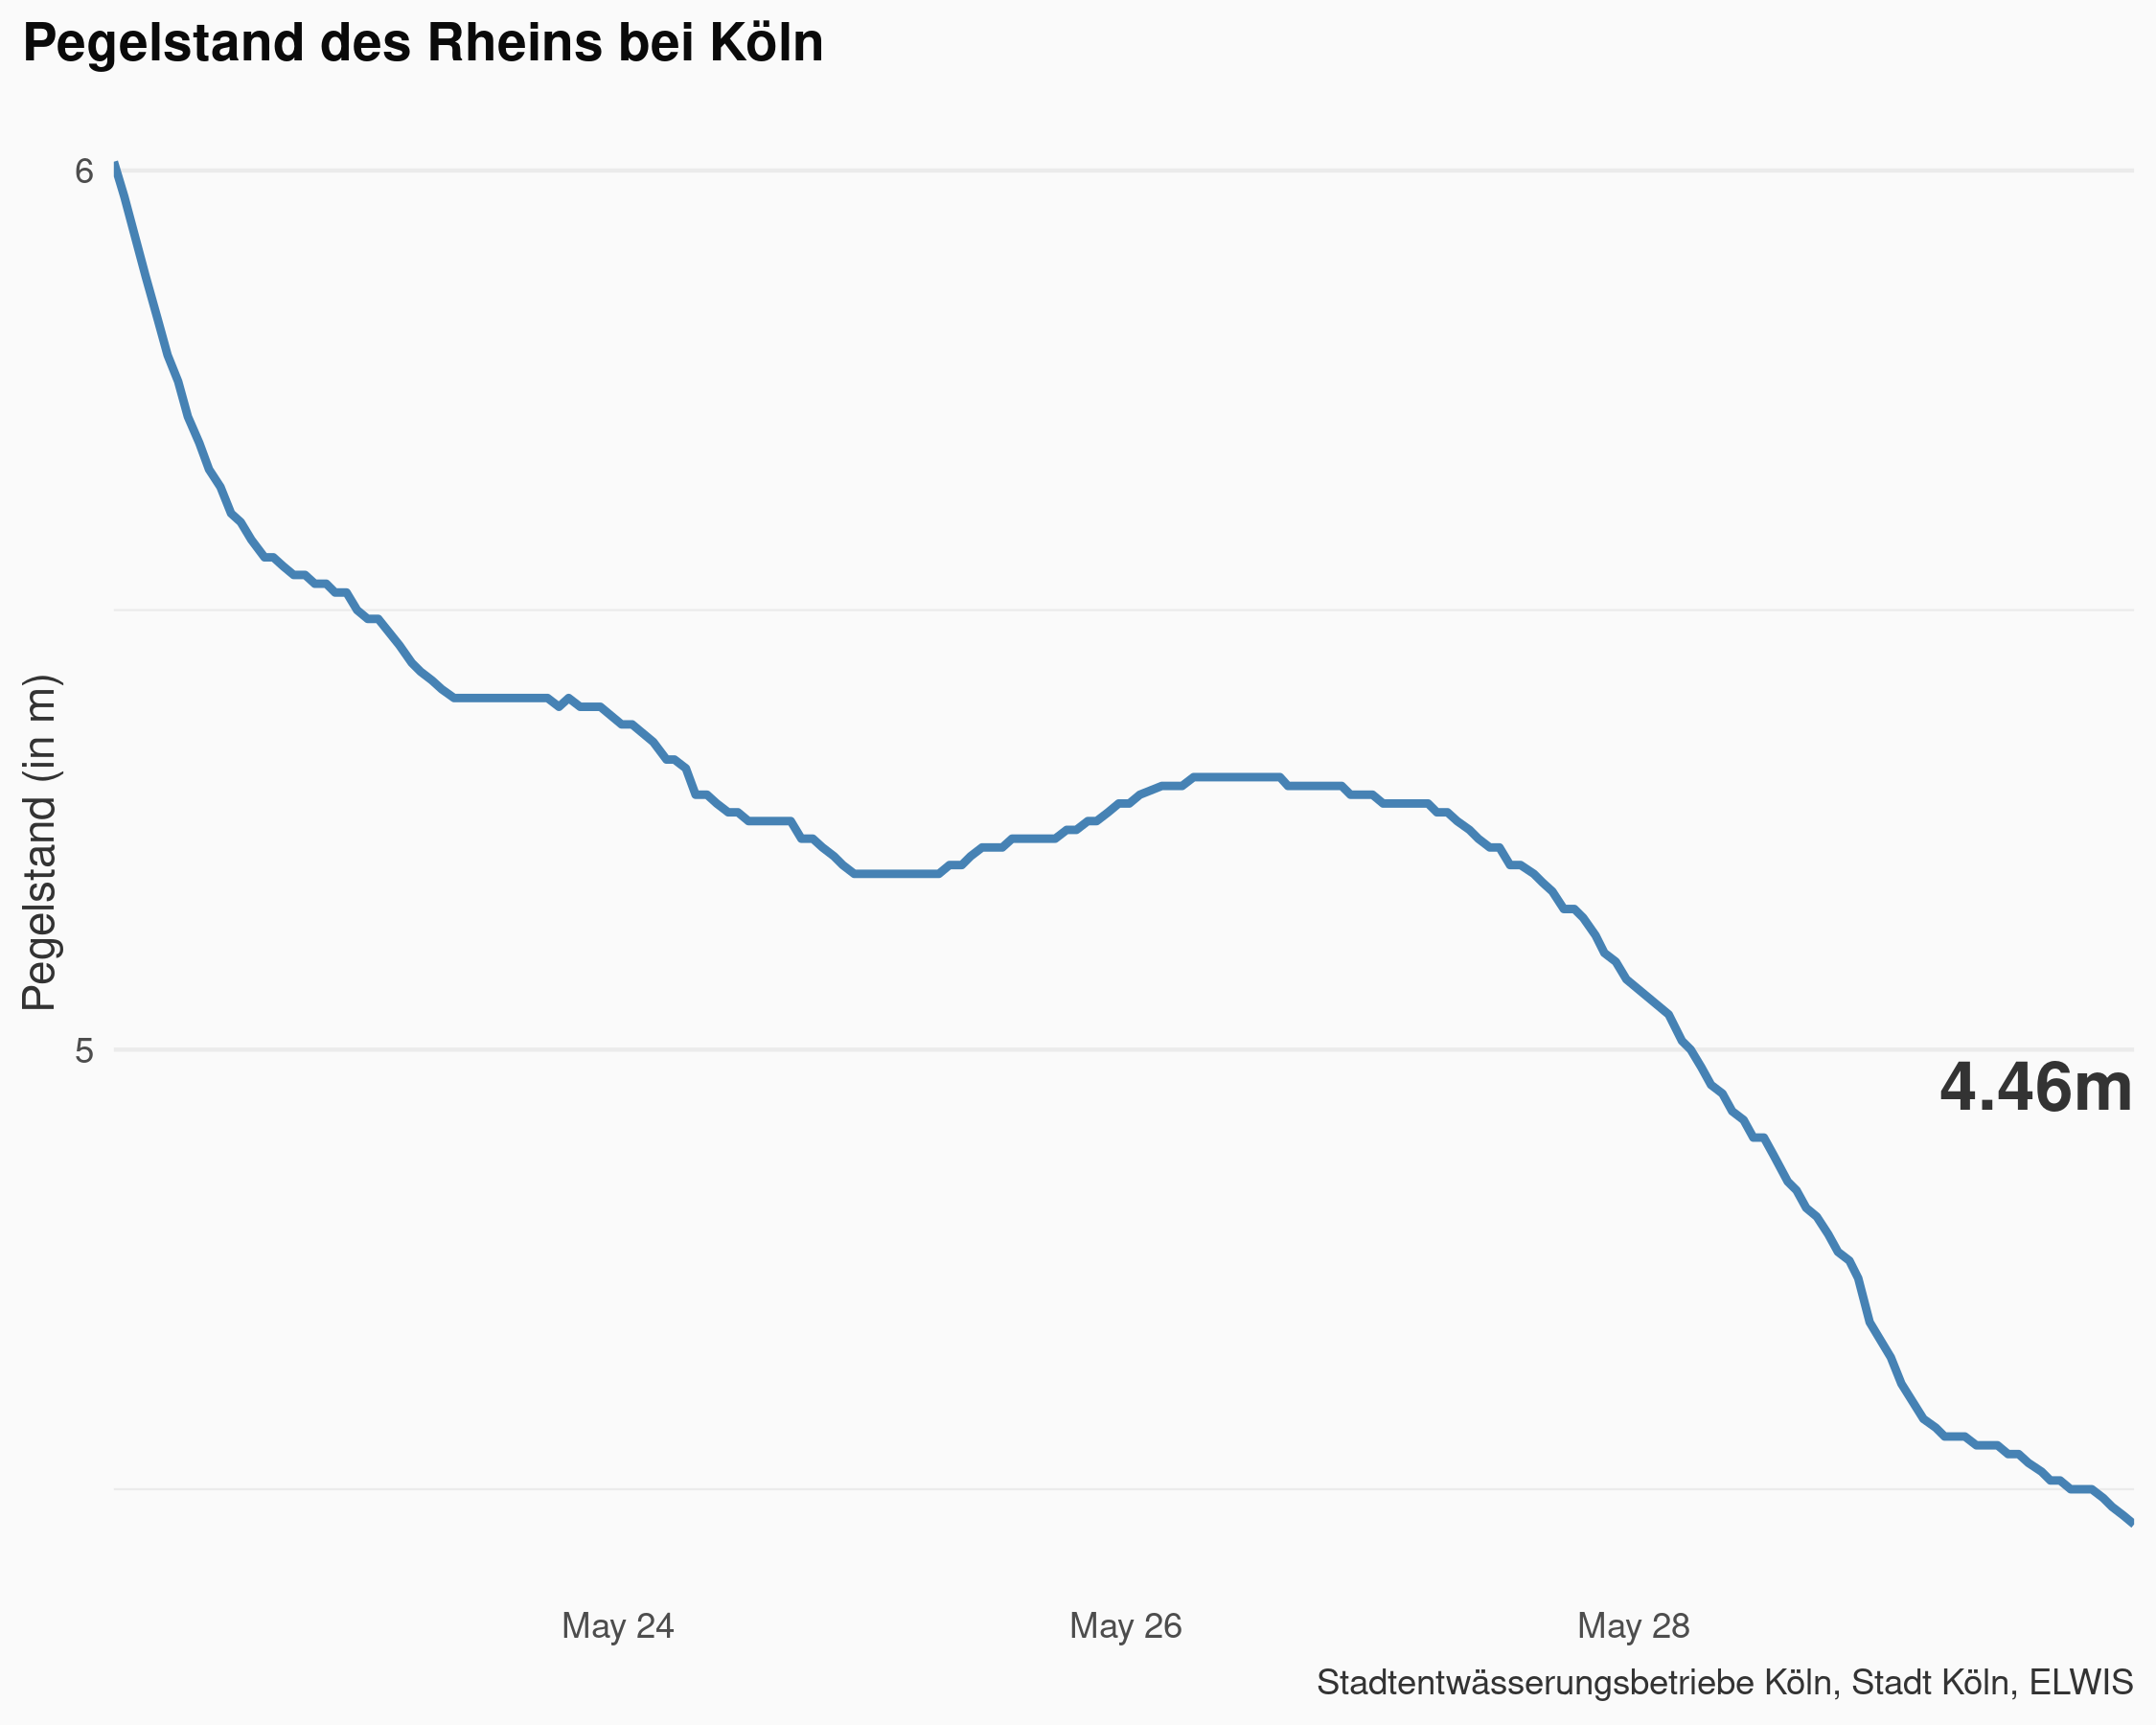 Pegelstand des Rheins bei Köln
6
Pegelstand (in m)
5
4.46m
May 24
May 26
May 28
Stadtentwässerungsbetriebe Köln, Stadt Köln, ELWIS